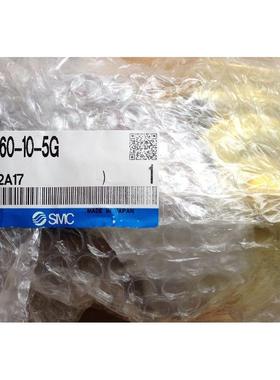 60-10-5G
2A17 ) 1
SMC
MADE IN JAPAN